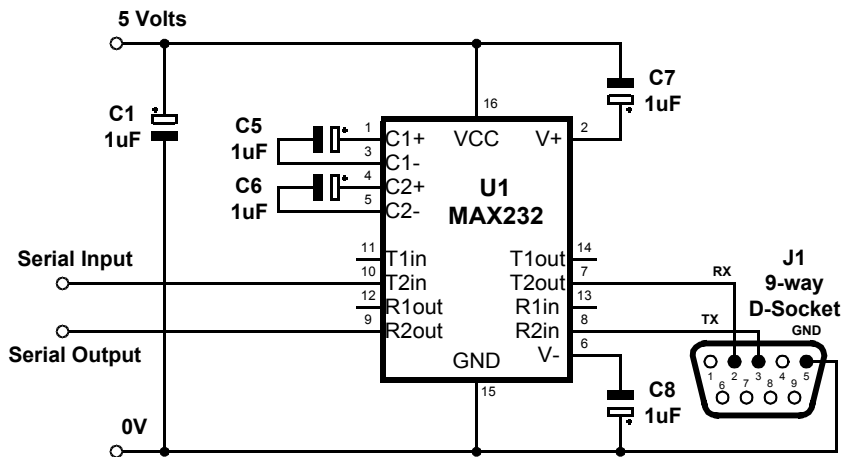 5 Volts
C1
1uF
C5
1uF
C6
1uF
C7
1uF
16
1
C1+
VCC
V+
2
3
C1-
4
C2+
U1
5
C2-
MAX232
11
T1in
T1out
14
Serial Input
10
T2in
T2out
7
RX
J1
9-way
D-Socket
12
R1out
R1in
13
9
R2out
R2in
8
TX
GND
Serial Output
V-
6
GND
15
C8
1uF
1 2 3 4 5
6 7 8 9
0V